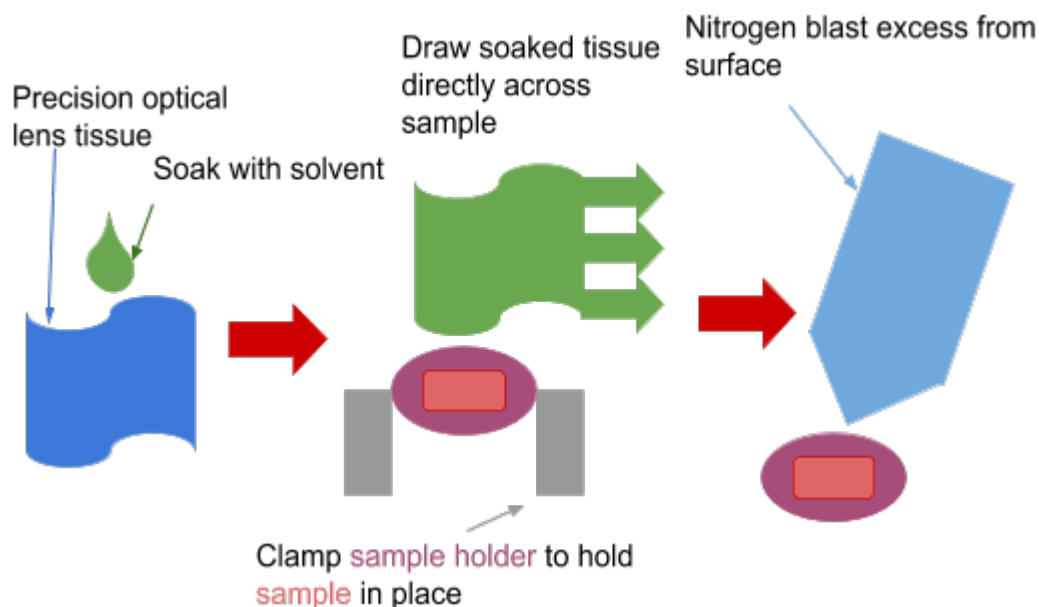 Precision optical
lens tissue
Soak with solvent
Draw soaked tissue
directly across
sample
Nitrogen blast excess from
surface
Clamp sample holder to hold
sample in place